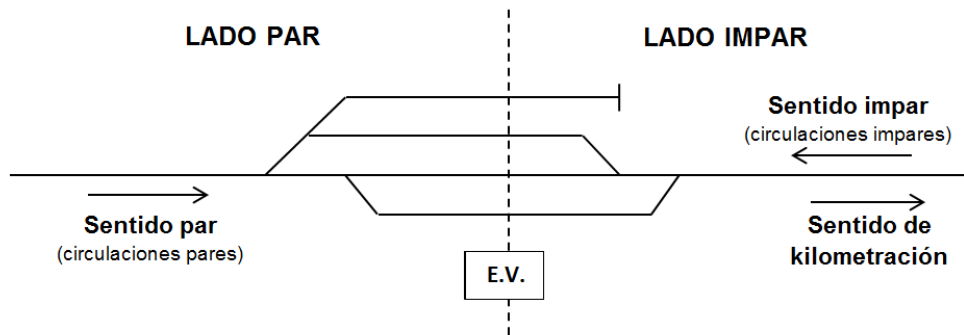 LADO PAR
LADO IMPAR
Sentido impar
(circulaciones impares)
Sentido par
(circulaciones pares)
Sentido de
kilometración
E.V.